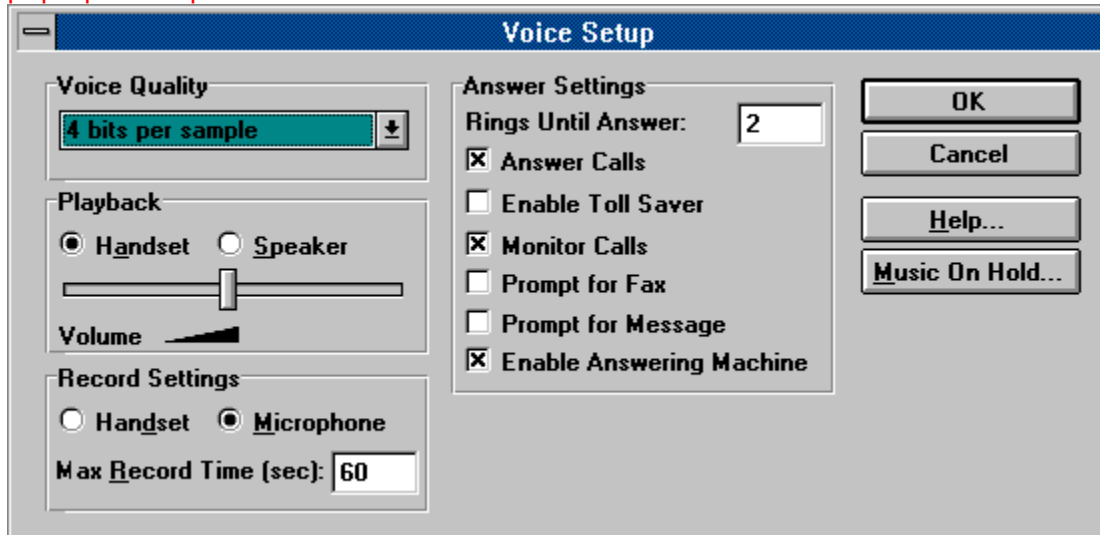 Voice Setup
Voice Quality
4 bits per sample
Playback
Handset Speaker
Volume
Record Settings
Handset Microphone
Max Record Time (sec): 60
Answer Settings
Rings Until Answer: 2
Answer Calls
Enable Toll Saver
Monitor Calls
Prompt for Fax
Prompt for Message
Enable Answering Machine
OK
Cancel
Help...
Music On Hold...